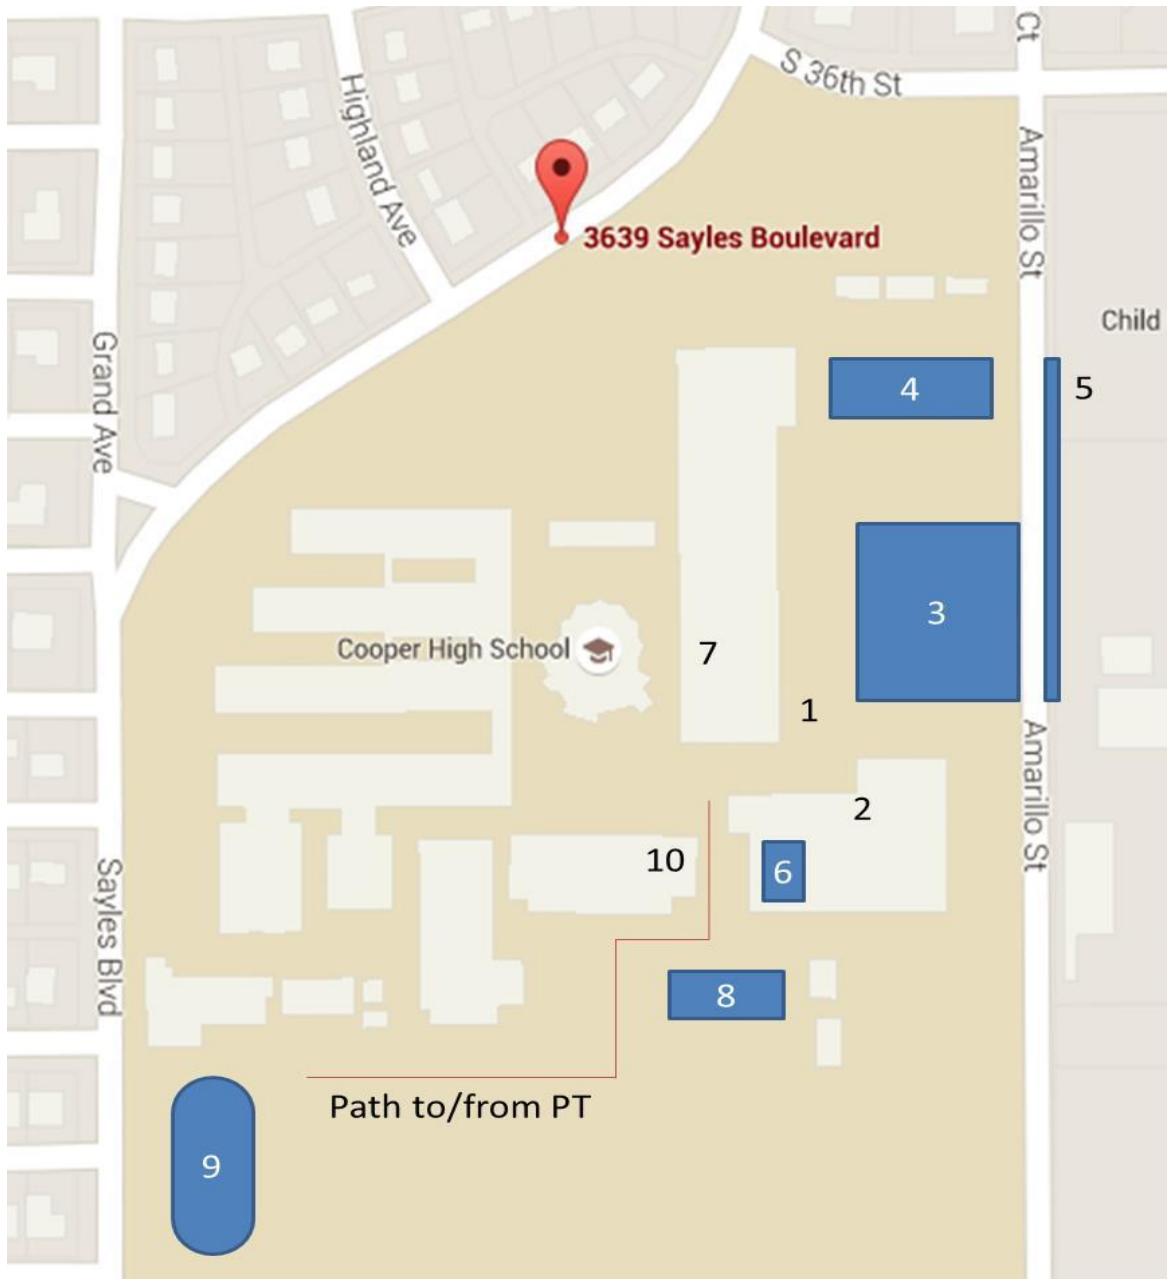 Ct
S 36th St
Highland Ave
Amarillo St
3639 Sayles Boulevard
Child
Grand Ave
4
5
3
Cooper High School
7
1
Amarillo St
2
10
6
Sayles Blvd
8
Path to/from PT
9